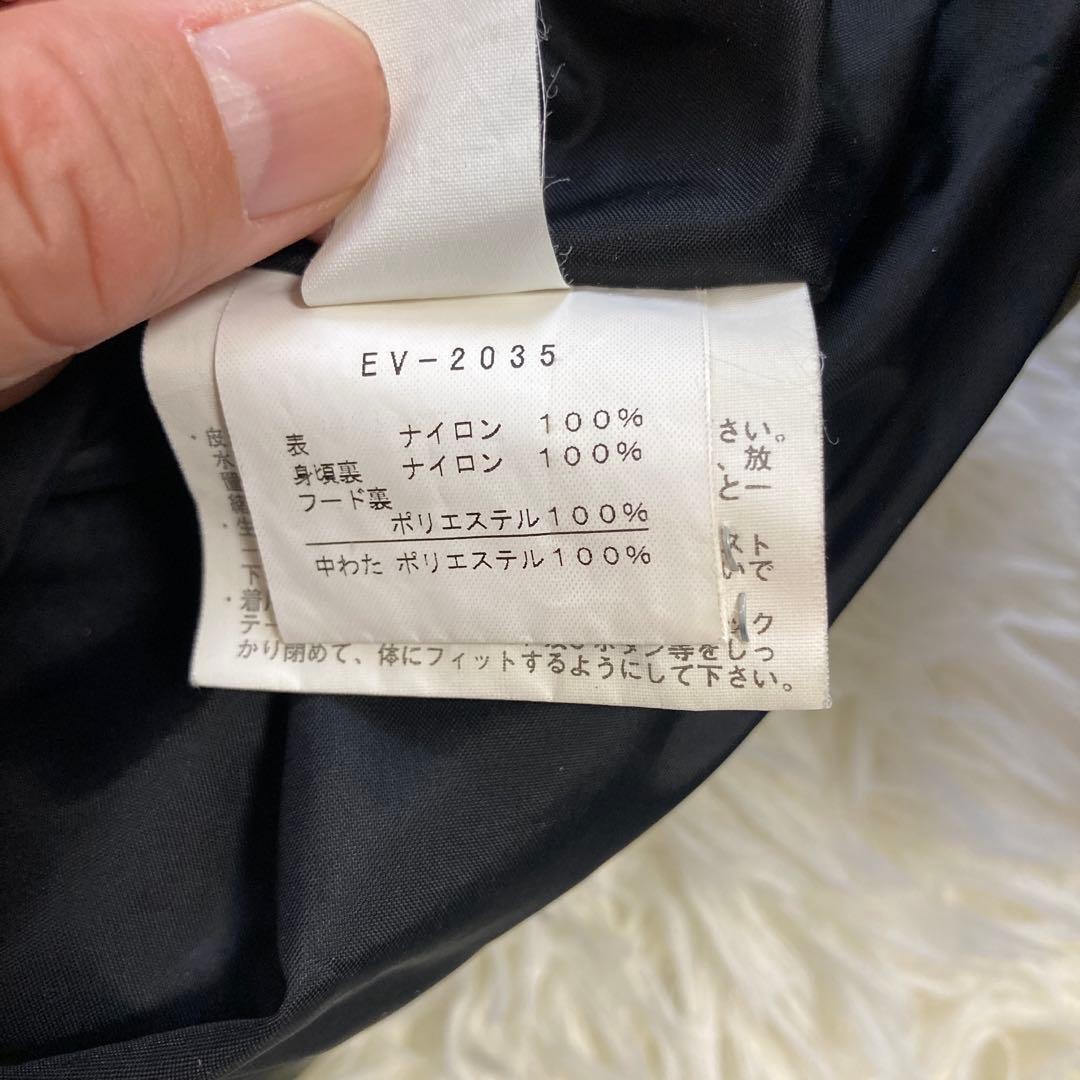 EV-2035
表 ナイロン 100%
身頃裏 ナイロン 100%
フード裏
ポリエステル100%
中わた ポリエステル100%
さい。
、放
と一
スト
いで
ック
かり閉めて、体にフィットするようにして下さい。